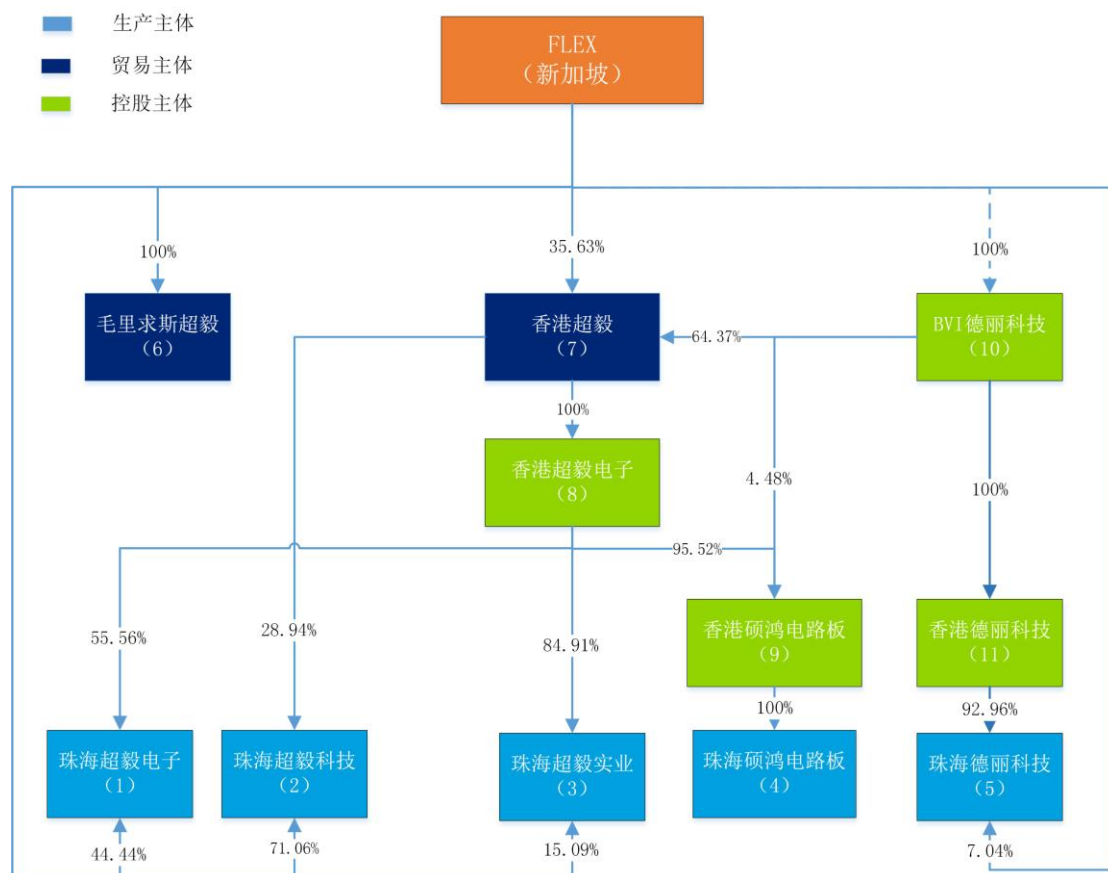 生产主体
贸易主体
控股主体
FLEX
（新加坡）
100%
35.63%
100%
毛里求斯超毅
（6）
香港超毅
（7）
64.37%
BVI德丽科技
（10）
100%
香港超毅电子
（8）
4.48%
100%
95.52%
55.56%
28.94%
84.91%
香港硕鸿电路板
（9）
香港德丽科技
（11）
100%
92.96%
珠海超毅电子
（1）
珠海超毅科技
（2）
珠海超毅实业
（3）
珠海硕鸿电路板
（4）
珠海德丽科技
（5）
44.44%
71.06%
15.09%
7.04%